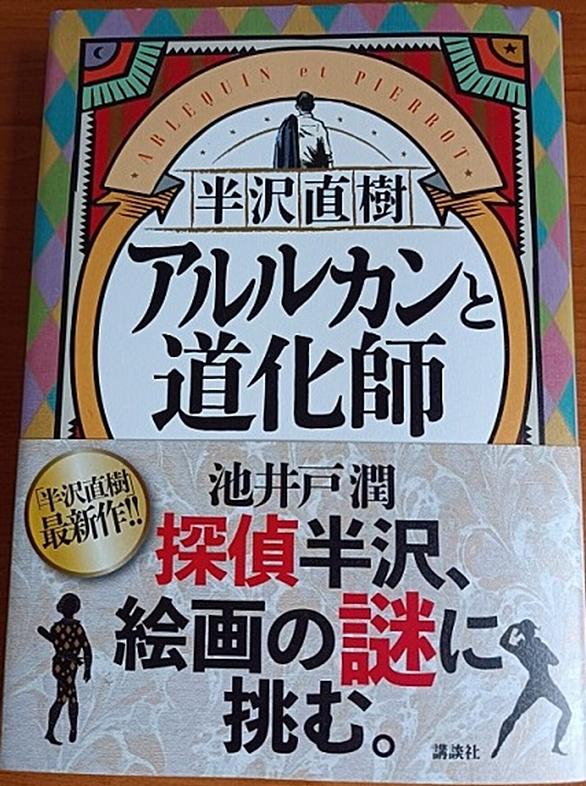 ARLEQUIN et PIERROT
半沢直樹
アルルカンと
道化師
池井戸潤
「半沢直樹」
最新作!!
探偵半沢、
絵画の謎に
挑む。
講談社